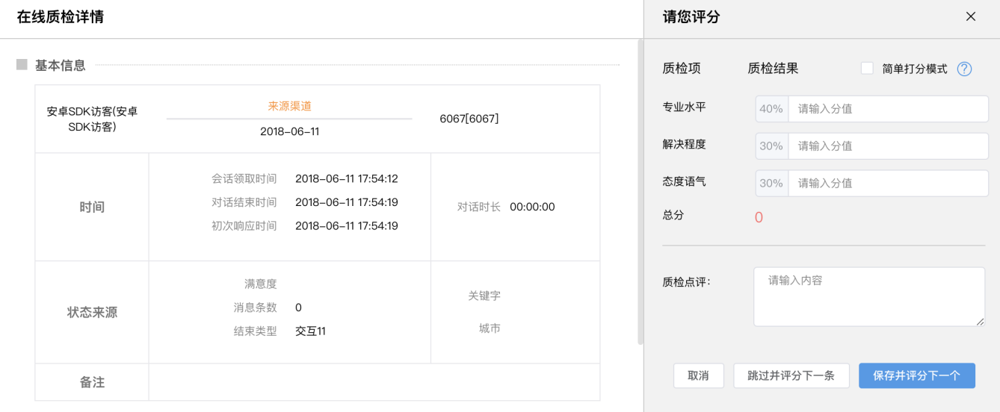 在线质检详情
基本信息
安卓SDK访客(安卓
SDK访客)
来源渠道
2018-06-11
6067[6067]
时间
会话领取时间 2018-06-11 17:54:12
对话结束时间 2018-06-11 17:54:19
初次响应时间 2018-06-11 17:54:19
对话时长 00:00:00
状态来源
满意度
消息条数 0
结束类型 交互11
关键字
城市
备注
请您评分
质检项 质检结果 简单打分模式 ?
专业水平 40% 请输入分值
解决程度 30% 请输入分值
态度语气 30% 请输入分值
总分 0
质检点评: 请输入内容
取消 跳过并评分下一条 保存并评分下一个